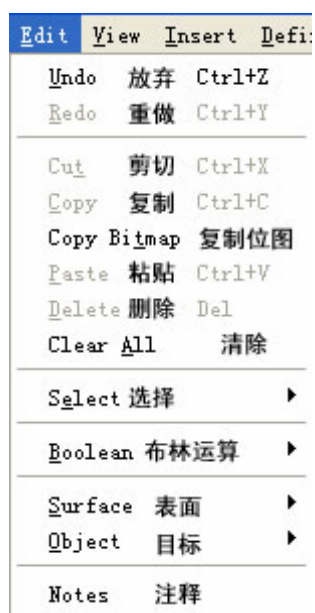 Edit View Insert Defi
Undo 放弃 Ctrl+Z
Redo 重做 Ctrl+Y
Cut 剪切 Ctrl+X
Copy 复制 Ctrl+C
Copy Bitmap 复制位图
Paste 粘贴 Ctrl+V
Delete 删除 Del
Clear All 清除
Select 选择
Boolean 布林运算
Surface 表面
Object 目标
Notes 注释